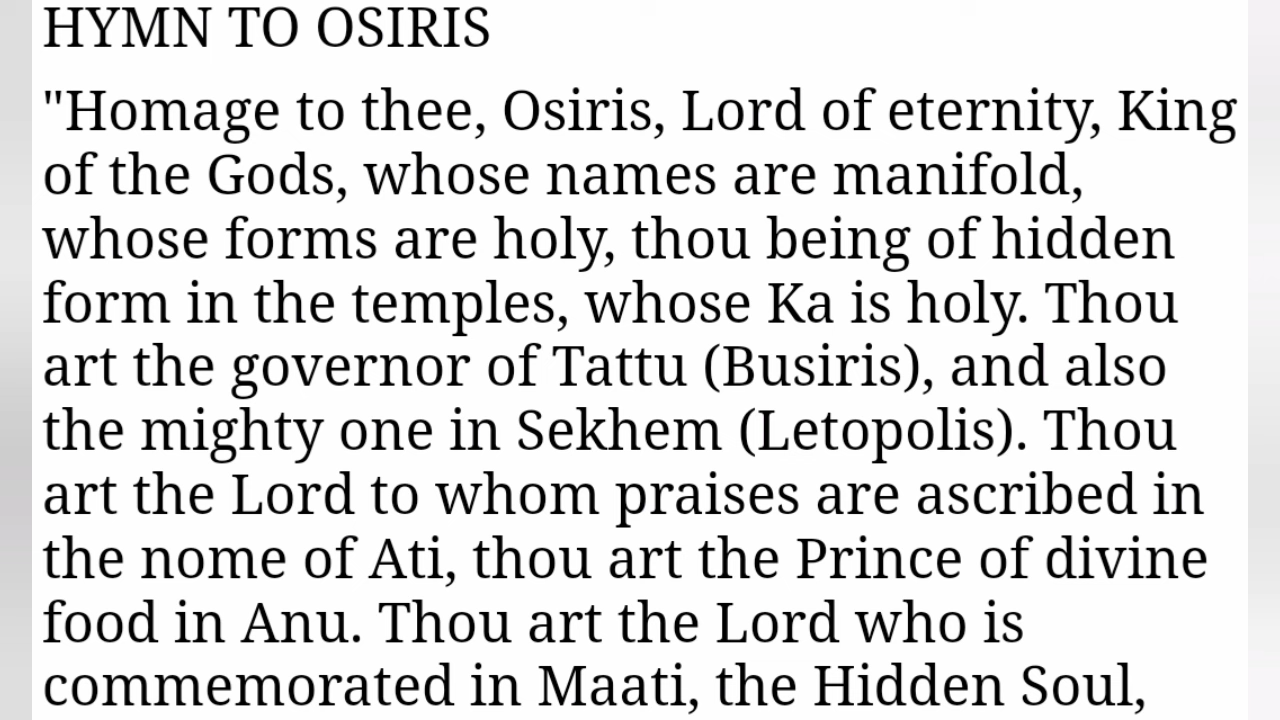 HYMN TO OSIRIS
"Homage to thee, Osiris, Lord of eternity, King
of the Gods, whose names are manifold,
whose forms are holy, thou being of hidden
form in the temples, whose Ka is holy. Thou
art the governor of Tattu (Busiris), and also
the mighty one in Sekhem (Letopolis). Thou
art the Lord to whom praises are ascribed in
the nome of Ati, thou art the Prince of divine
food in Anu. Thou art the Lord who is
commemorated in Maati, the Hidden Soul,